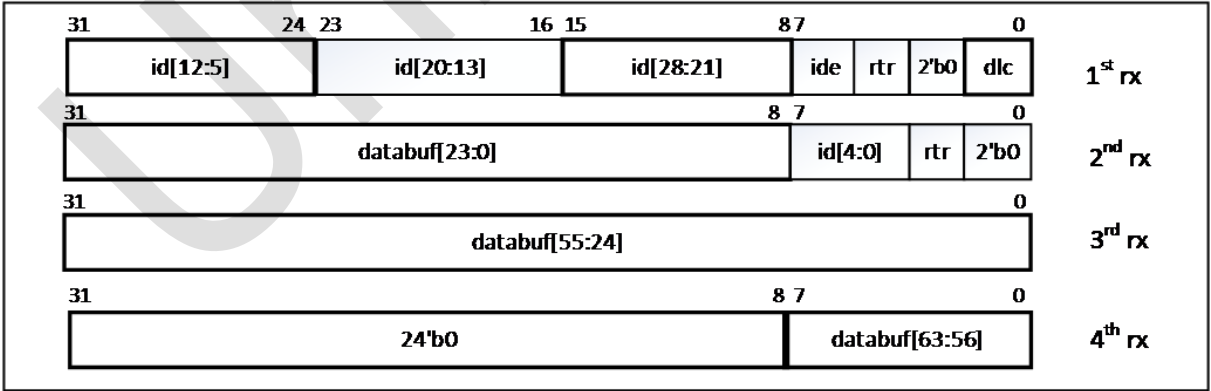 31 24 23 16 15 8 7 0
id[12:5] id[20:13] id[28:21] ide rtr 2'b0 dlc 1st rx
31 8 7 0
databuf[23:0] id[4:0] rtr 2'b0 2nd rx
31 0
databuf[55:24] 3rd rx
31 8 7 0
24'b0 databuf[63:56] 4th rx